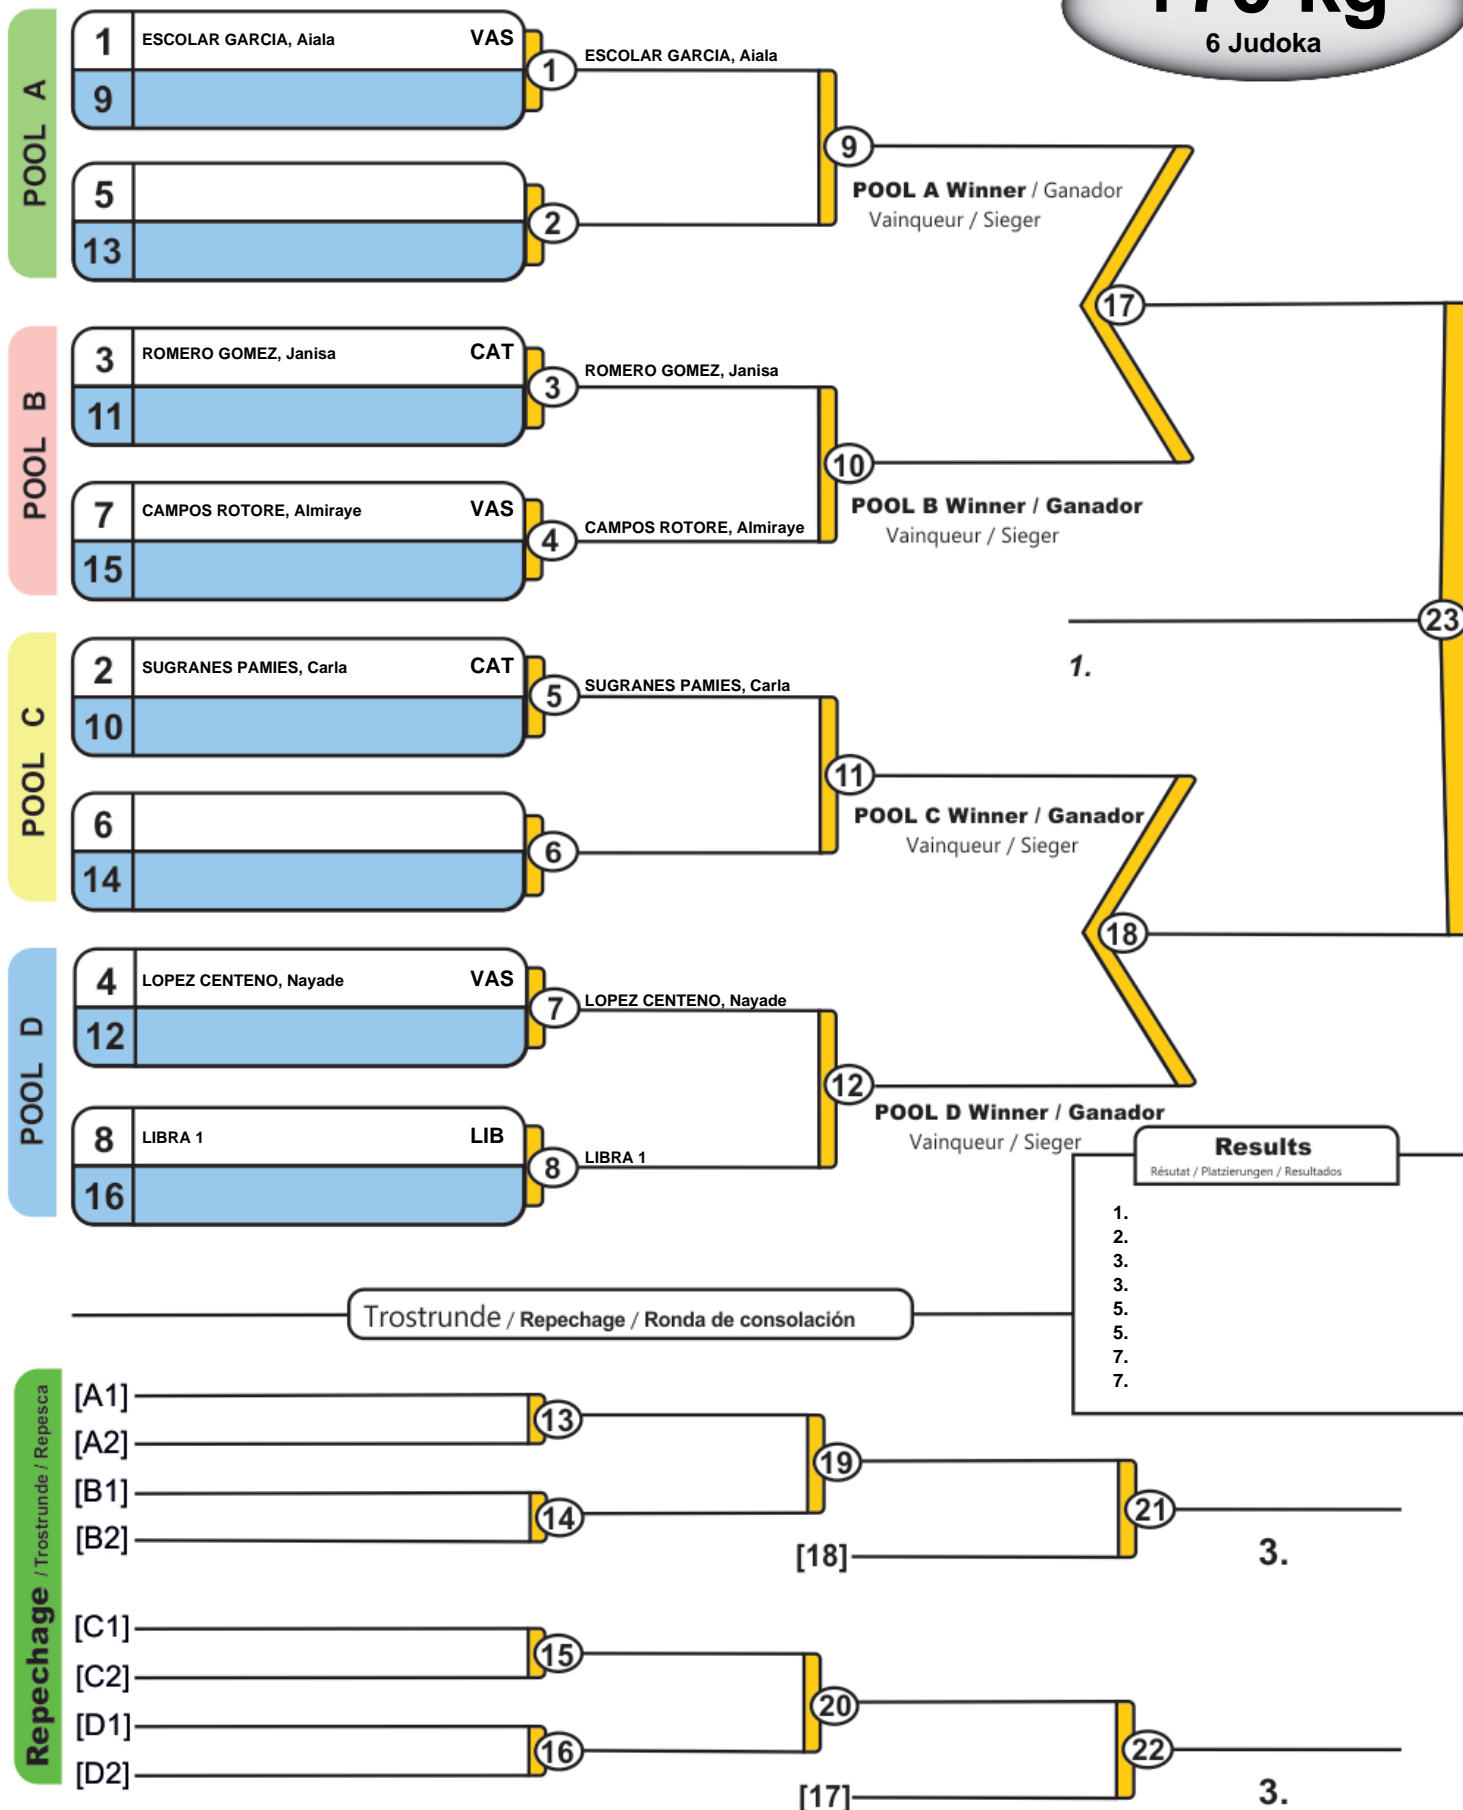 6 Judoka
POOL A
1 ESCOLAR GARCIA, Aiala VAS
9
1
ESCOLAR GARCIA, Aiala
5
13
2
9
POOL A Winner / Ganador
Vainqueur / Sieger
17
POOL B
3 ROMERO GOMEZ, Janisa CAT
11
3
ROMERO GOMEZ, Janisa
7 CAMPOS ROTORE, Almiraye VAS
15
4
CAMPOS ROTORE, Almiraye
10
POOL B Winner / Ganador
Vainqueur / Sieger
23
1.
POOL C
2 SUGRANES PAMIES, Carla CAT
10
5
SUGRANES PAMIES, Carla
6
14
6
11
POOL C Winner / Ganador
Vainqueur / Sieger
18
POOL D
4 LOPEZ CENTENO, Nayade VAS
12
7
LOPEZ CENTENO, Nayade
8 LIBRA 1 LIB
16
8
LIBRA 1
12
POOL D Winner / Ganador
Vainqueur / Sieger
Results
Résutat / Platzierungen / Resultados
1.
2.
3.
3.
5.
5.
7.
7.
Trostrunde / Repechage / Ronda de consolación
Repechage / Trostrunde / Repesca
[A1]
[A2]
13
[B1]
[B2]
14
19
[18]
21
3.
[C1]
[C2]
15
[D1]
[D2]
16
20
[17]
22
3.